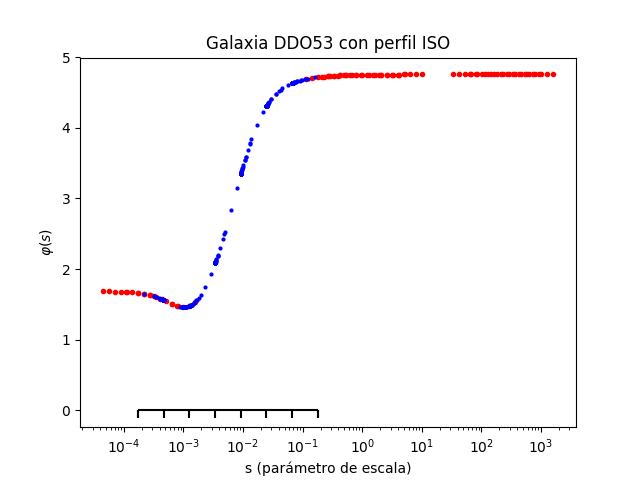 Galaxia DDO53 con perfil ISO
φ(s)
5
4
3
2
1
0
10⁻⁴ 10⁻³ 10⁻² 10⁻¹ 10⁰ 10¹ 10² 10³
s (parámetro de escala)